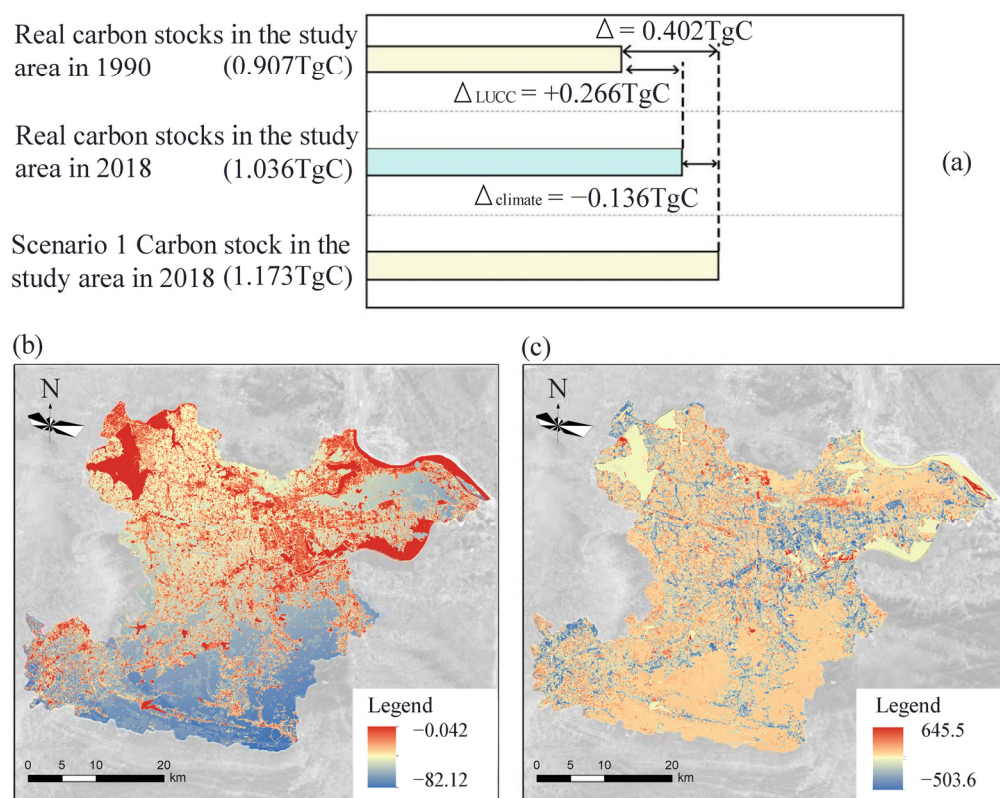 Real carbon stocks in the study
area in 1990 (0.907TgC)
Δ = 0.402TgC
Δ LUCC = +0.266TgC
Real carbon stocks in the study
area in 2018 (1.036TgC)
(a)
Δ climate = −0.136TgC
Scenario 1 Carbon stock in the
study area in 2018 (1.173TgC)
(b)
N
Legend
−0.042
−82.12
0 5 10 20
km
(c)
N
Legend
645.5
−503.6
0 5 10 20
km